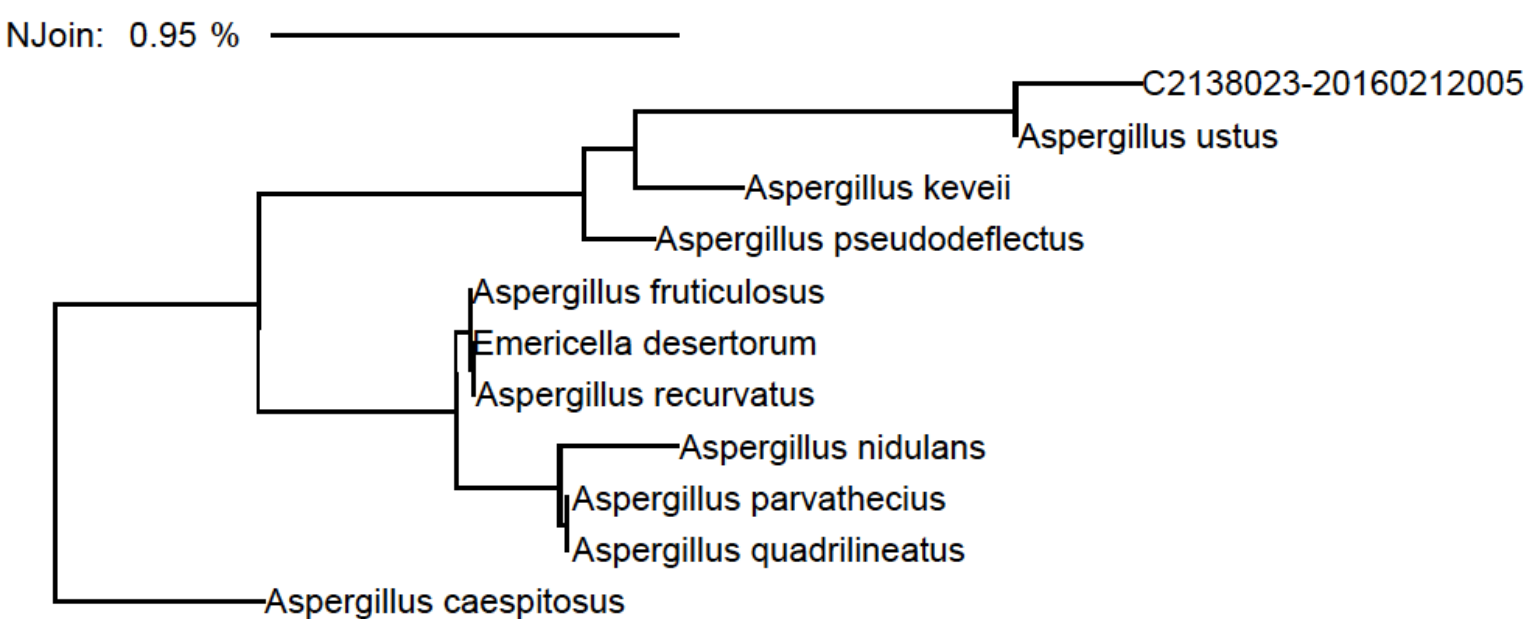 NJoin: 0.95 %
C2138023-20160212005
Aspergillus ustus
Aspergillus keveii
Aspergillus pseudodeflectus
Aspergillus fruticulosus
Emericella desertorum
Aspergillus recurvatus
Aspergillus nidulans
Aspergillus parvathecius
Aspergillus quadrilineatus
Aspergillus caespitosus